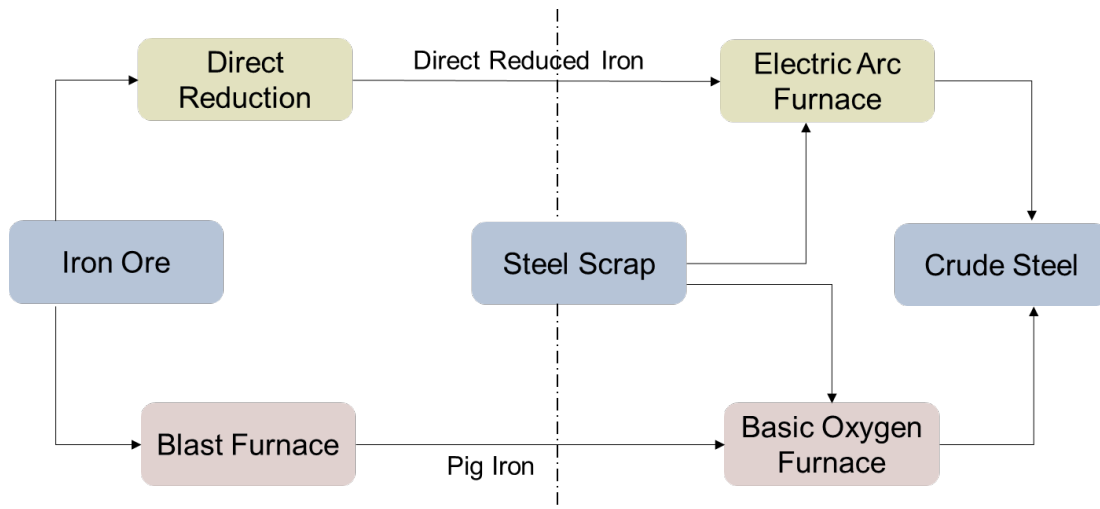 Direct
Reduction
Direct Reduced Iron
Electric Arc
Furnace
Iron Ore
Steel Scrap
Crude Steel
Blast Furnace
Pig Iron
Basic Oxygen
Furnace